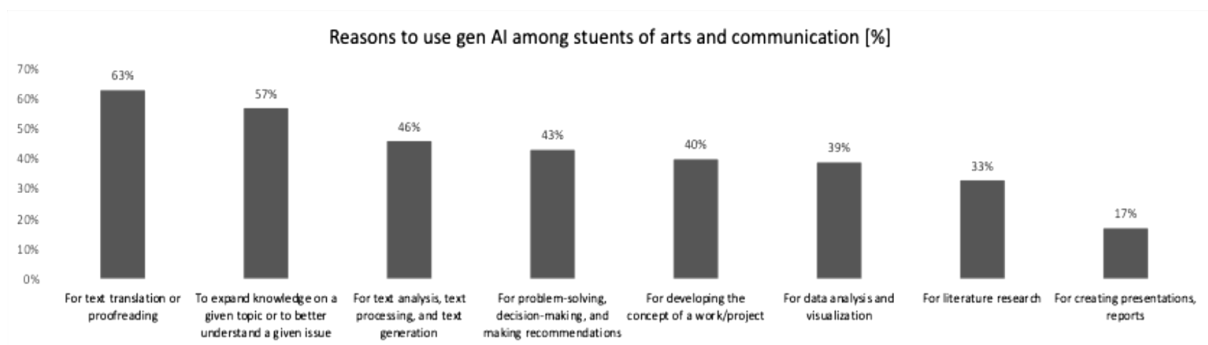 Reasons to use gen AI among stuents of arts and communication [%]
70%
60%
50%
40%
30%
20%
10%
0%
63%
57%
46%
43%
40%
39%
33%
17%
For text translation or
proofreading
To expand knowledge on a
given topic or to better
understand a given issue
For text analysis, text
processing, and text
generation
For problem-solving,
decision-making, and
making recommendations
For developing the
concept of a work/project
For data analysis and
visualization
For literature research
For creating presentations,
reports